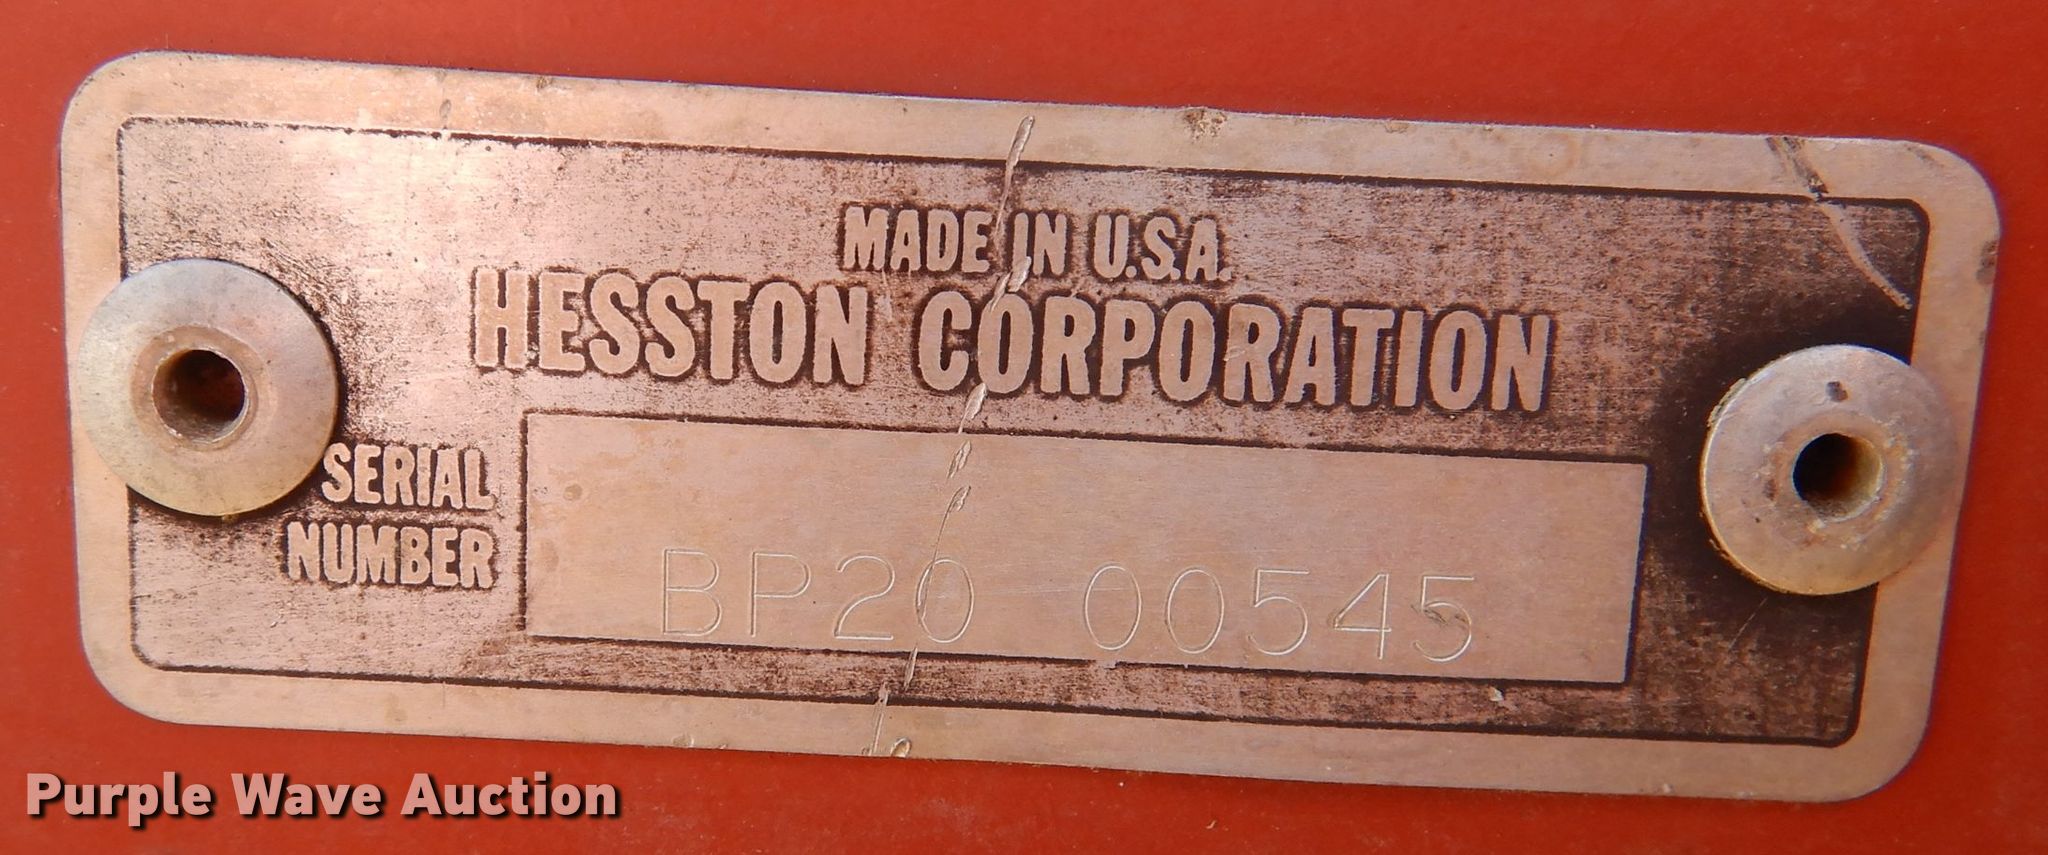 MADE IN U.S.A.
HESSTON CORPORATION
SERIAL
NUMBER
BP20 00545
Purple Wave Auction